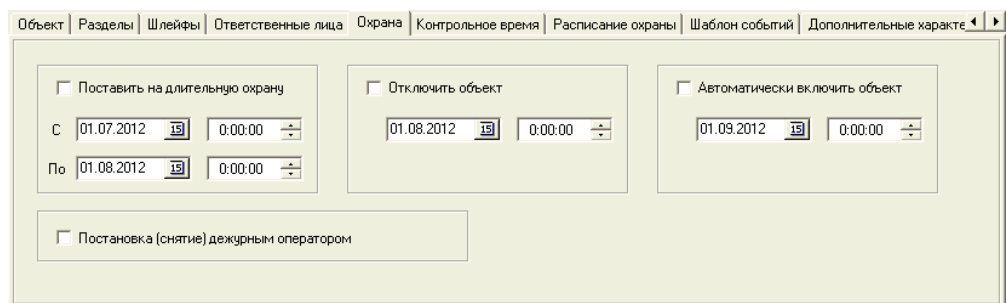 Объект Разделы Шлейфы Ответственные лица Охрана Контрольное время Расписание охраны Шаблон событий Дополнительные характе
Поставить на длительную охрану
С 01.07.2012 15 0:00:00
По 01.08.2012 15 0:00:00
Отключить объект
01.08.2012 15 0:00:00
Автоматически включить объект
01.09.2012 15 0:00:00
Постановка (снятие) дежурным оператором